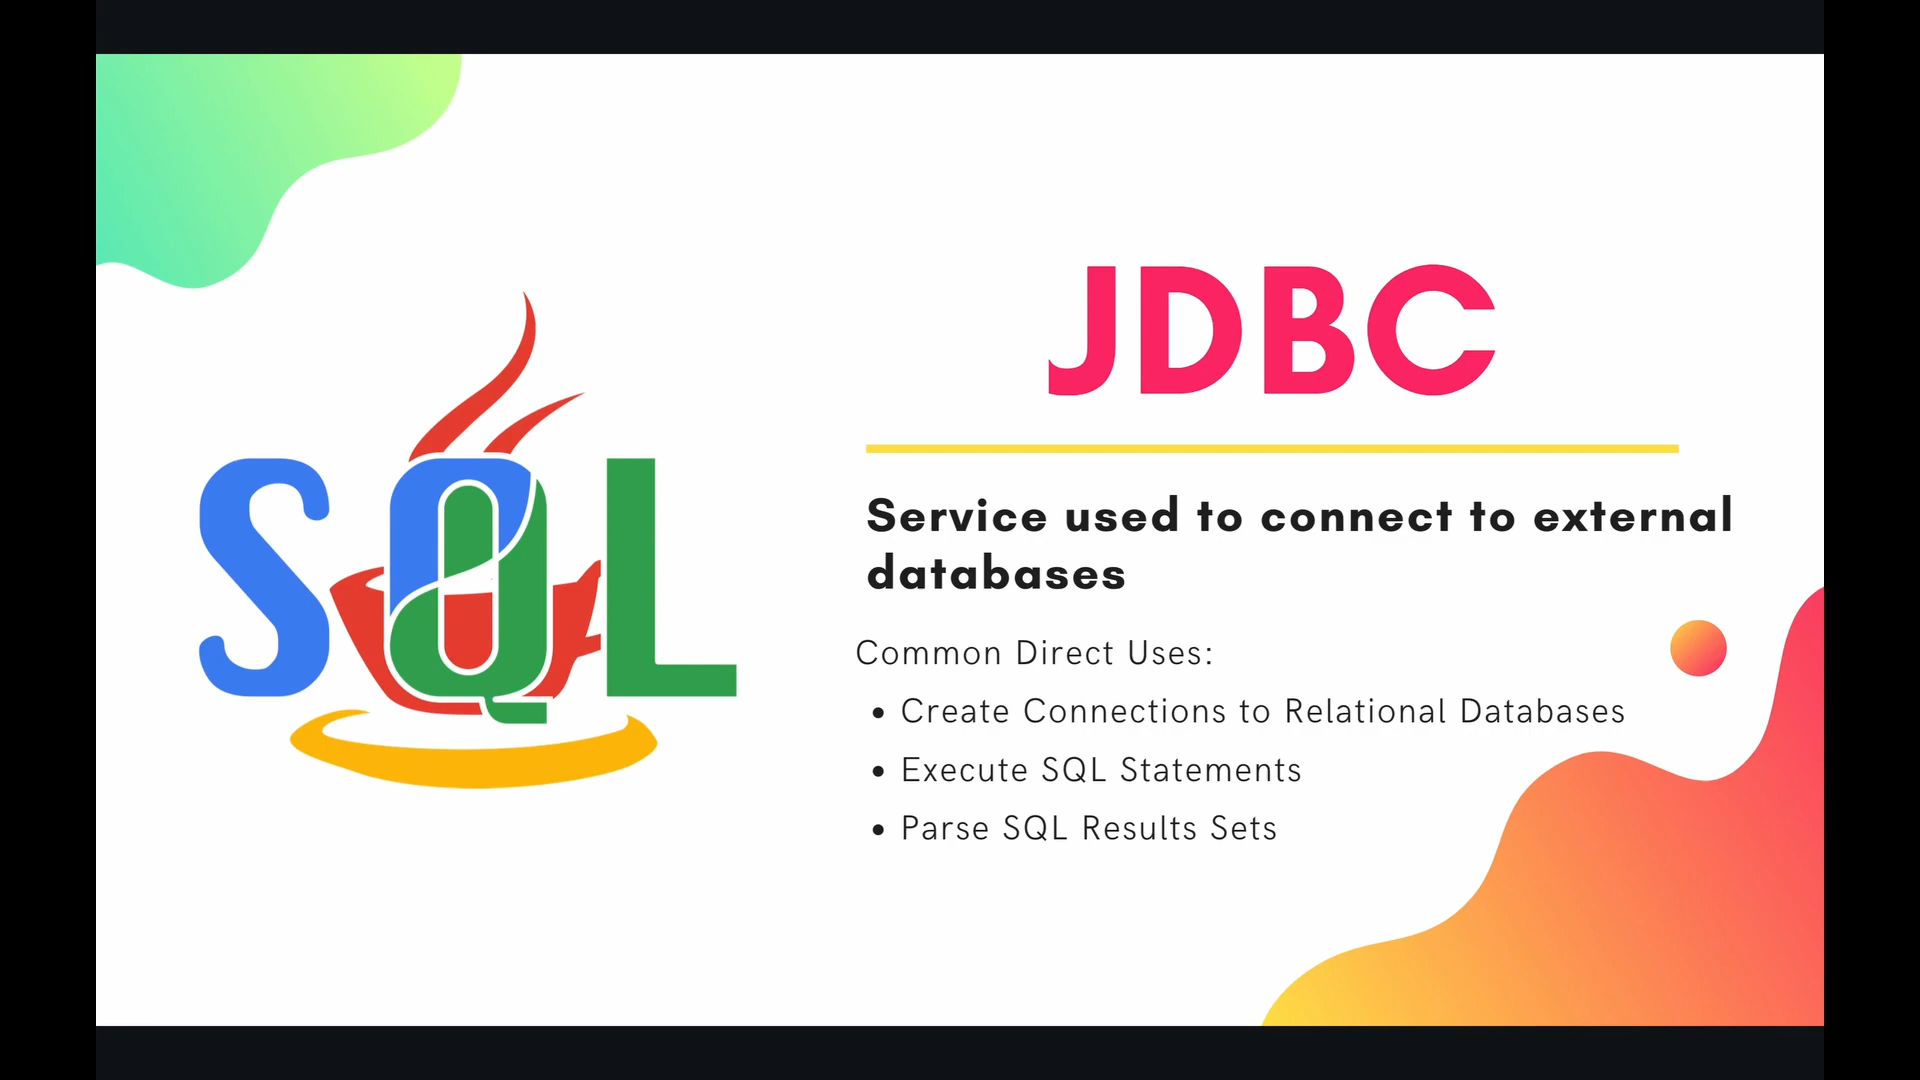 SQL
JDBC
Service used to connect to external
databases
Common Direct Uses:
• Create Connections to Relational Databases
• Execute SQL Statements
• Parse SQL Results Sets